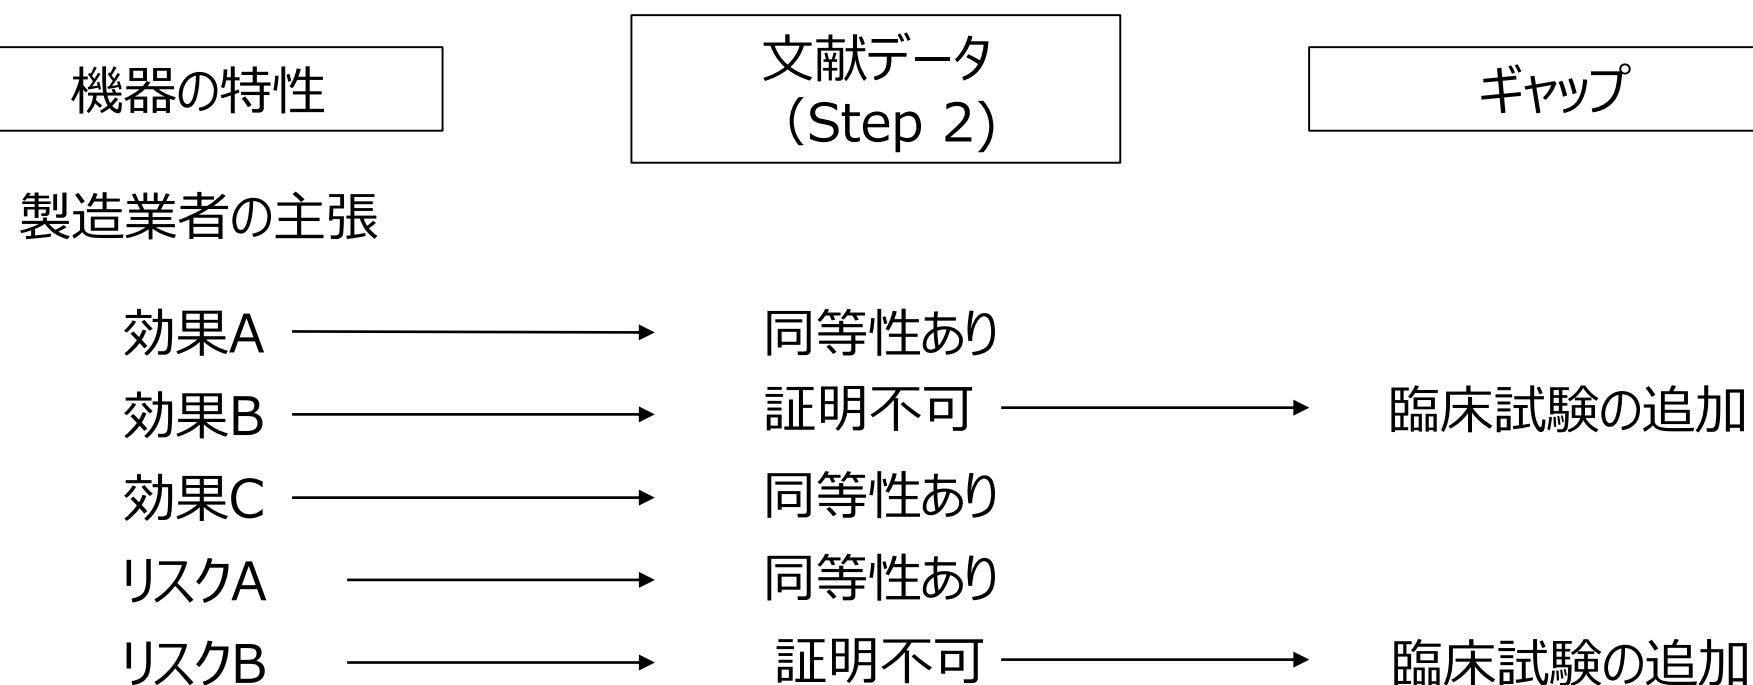 機器の特性
文献データ
（Step 2)
ギャップ
製造業者の主張
効果A
同等性あり
効果B
証明不可
臨床試験の追加
効果C
同等性あり
リスクA
同等性あり
リスクB
証明不可
臨床試験の追加